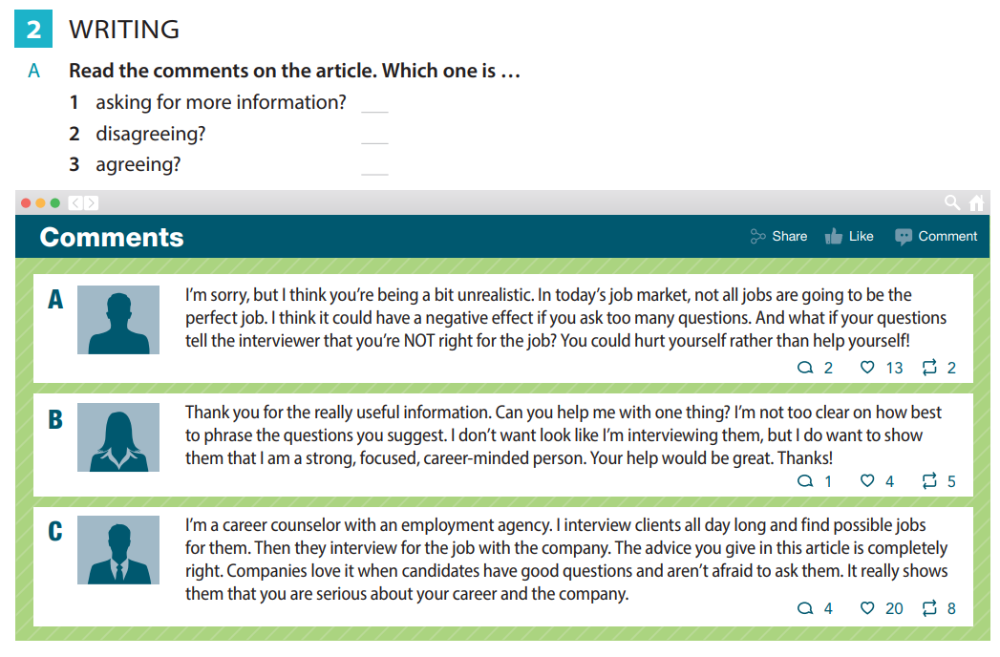 2 WRITING
A Read the comments on the article. Which one is …
1 asking for more information?
2 disagreeing?
3 agreeing?
Comments Share Like Comment
A I'm sorry, but I think you're being a bit unrealistic. In today's job market, not all jobs are going to be the
perfect job. I think it could have a negative effect if you ask too many questions. And what if your questions
tell the interviewer that you're NOT right for the job? You could hurt yourself rather than help yourself!
2 13 2
B Thank you for the really useful information. Can you help me with one thing? I'm not too clear on how best
to phrase the questions you suggest. I don't want look like I'm interviewing them, but I do want to show
them that I am a strong, focused, career-minded person. Your help would be great. Thanks!
1 4 5
C I'm a career counselor with an employment agency. I interview clients all day long and find possible jobs
for them. Then they interview for the job with the company. The advice you give in this article is completely
right. Companies love it when candidates have good questions and aren't afraid to ask them. It really shows
them that you are serious about your career and the company.
4 20 8